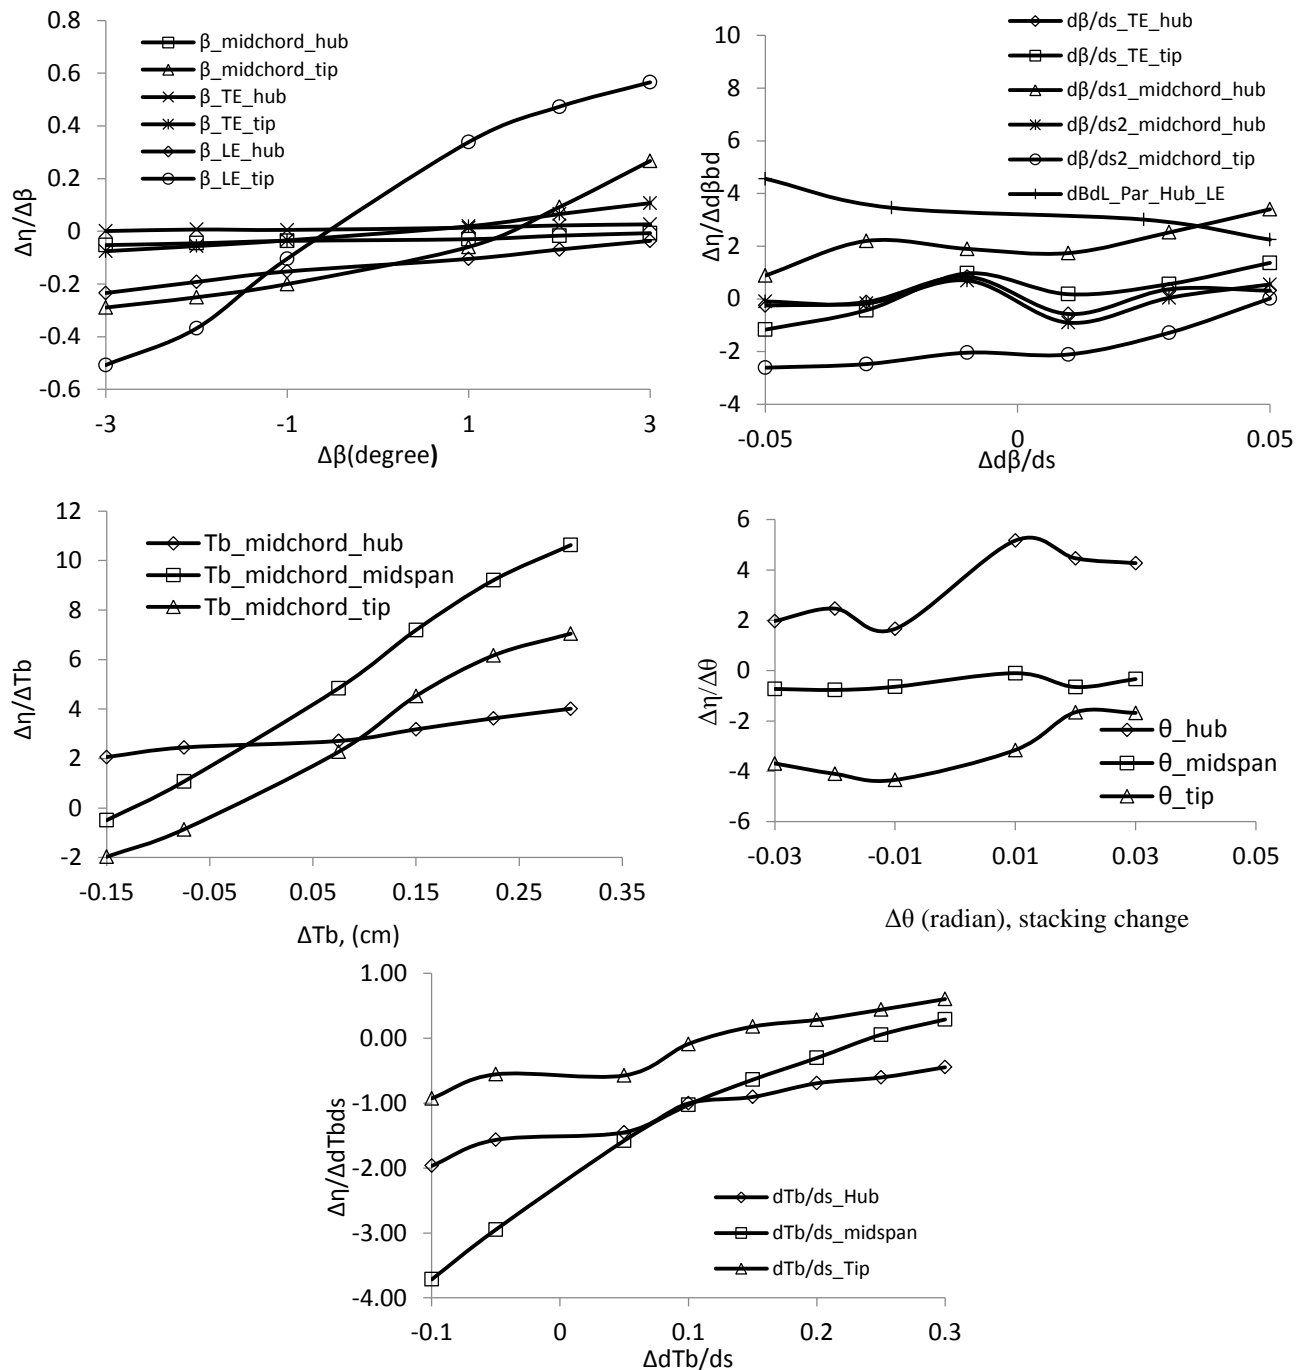 0.8
0.6
0.4
0.2
0
-0.2
-0.4
-0.6
Δη/Δβ
β_midchord_hub
β_midchord_tip
β_TE_hub
β_TE_tip
β_LE_hub
β_LE_tip
-3
-1
1
3
Δβ(degree)
10
8
6
4
2
0
-2
-4
Δη/Δdβbd
dβ/ds_TE_hub
dβ/ds_TE_tip
dβ/ds1_midchord_hub
dβ/ds2_midchord_hub
dβ/ds2_midchord_tip
dBdL_Par_Hub_LE
-0.05
0
0.05
Δdβ/ds
12
10
8
6
4
2
0
-2
Δη/ΔTb
Tb_midchord_hub
Tb_midchord_midspan
Tb_midchord_tip
-0.15
-0.05
0.05
0.15
0.25
0.35
ΔTb, (cm)
6
4
2
0
-2
-4
-6
Δη/Δθ
θ_hub
θ_midspan
θ_tip
-0.03
-0.01
0.01
0.03
0.05
Δθ (radian), stacking change
1.00
0.00
-1.00
-2.00
-3.00
-4.00
Δη/ΔdTbds
dTb/ds_Hub
dTb/ds_midspan
dTb/ds_Tip
-0.1
0
0.1
0.2
0.3
ΔdTb/ds